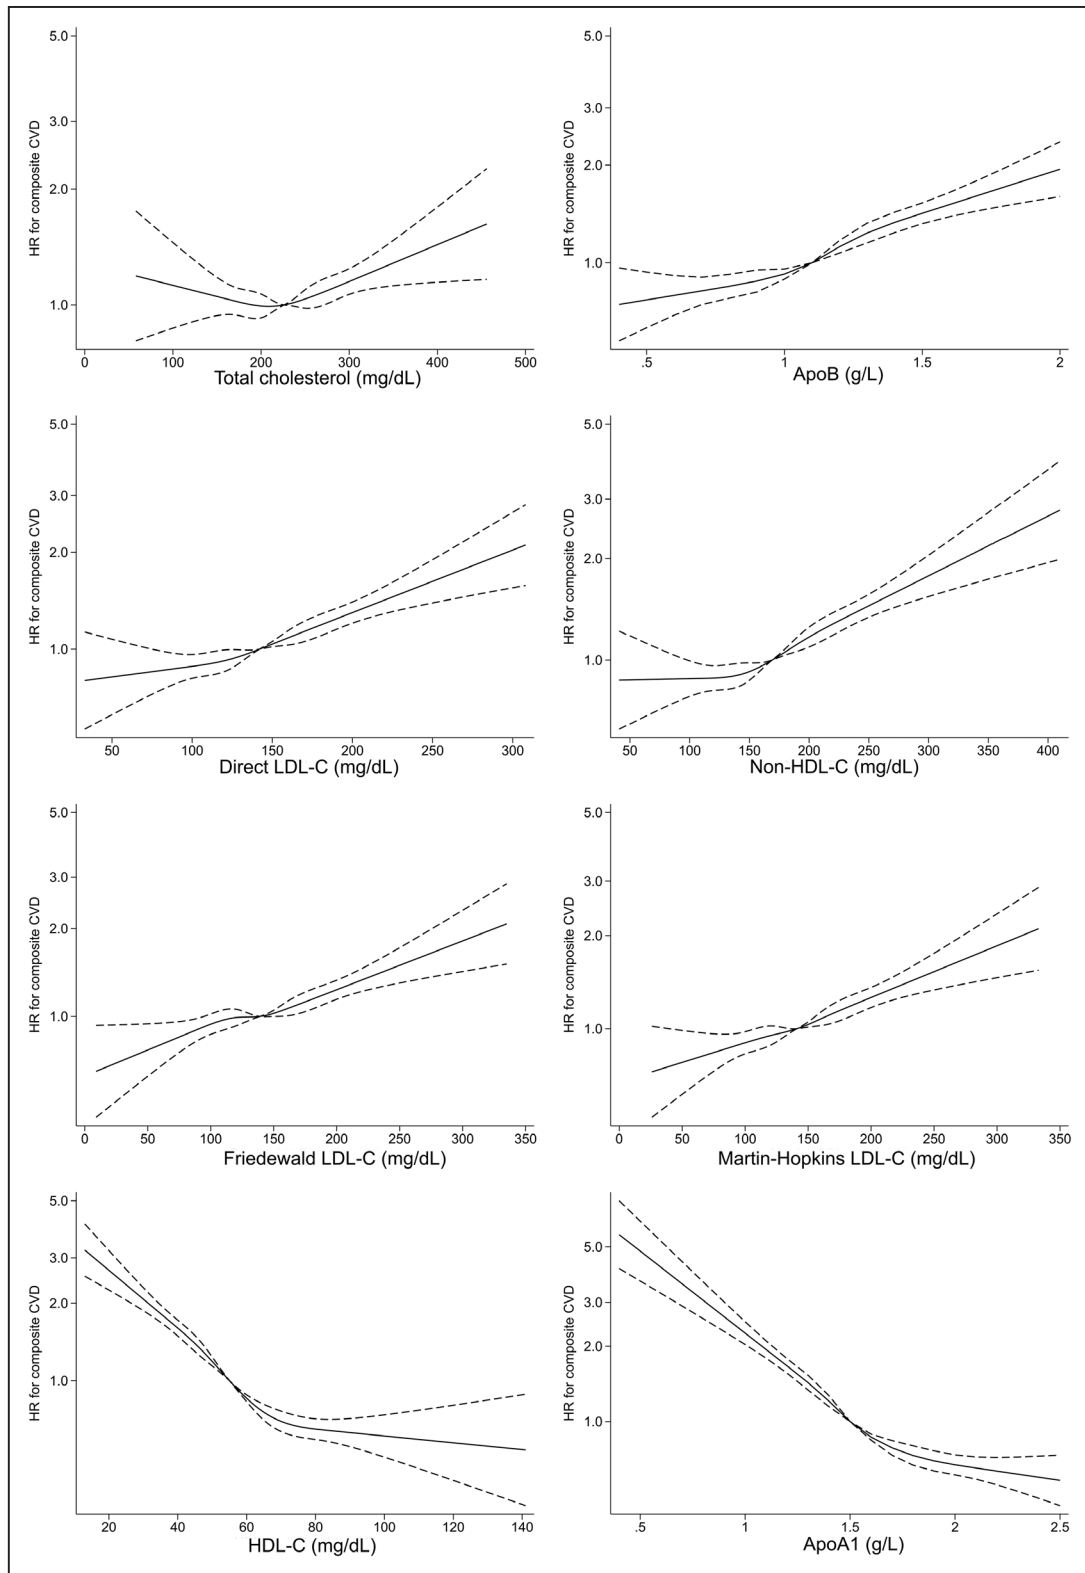 HR for composite CVD
5.0
3.0
2.0
1.0
0 100 200 300 400 500
Total cholesterol (mg/dL)
HR for composite CVD
5.0
3.0
2.0
1.0
.5 1 1.5 2
ApoB (g/L)
HR for composite CVD
5.0
3.0
2.0
1.0
50 100 150 200 250 300
Direct LDL-C (mg/dL)
HR for composite CVD
5.0
3.0
2.0
1.0
50 100 150 200 250 300 350 400
Non-HDL-C (mg/dL)
HR for composite CVD
5.0
3.0
2.0
1.0
0 50 100 150 200 250 300 350
Friedewald LDL-C (mg/dL)
HR for composite CVD
5.0
3.0
2.0
1.0
0 50 100 150 200 250 300 350
Martin-Hopkins LDL-C (mg/dL)
HR for composite CVD
5.0
3.0
2.0
1.0
20 40 60 80 100 120 140
HDL-C (mg/dL)
HR for composite CVD
5.0
3.0
2.0
1.0
.5 1 1.5 2 2.5
ApoA1 (g/L)